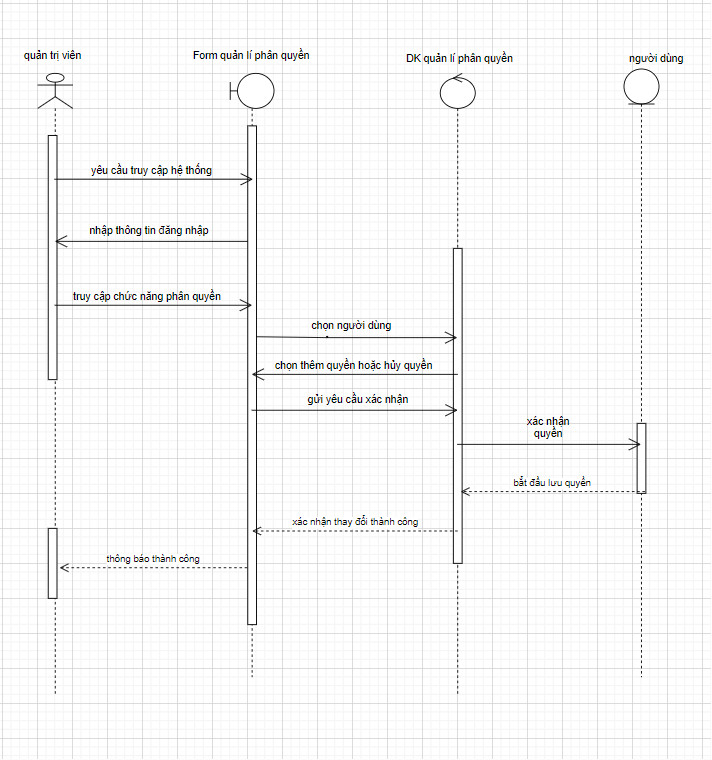 quản trị viên
Form quản lí phân quyền
DK quản lí phân quyền
người dùng
yêu cầu truy cập hệ thống
nhập thông tin đăng nhập
truy cập chức năng phân quyền
chọn người dùng
chọn thêm quyền hoặc hủy quyền
gửi yêu cầu xác nhận
xác nhận
quyền
bắt đầu lưu quyền
xác nhận thay đổi thành công
thông báo thành công